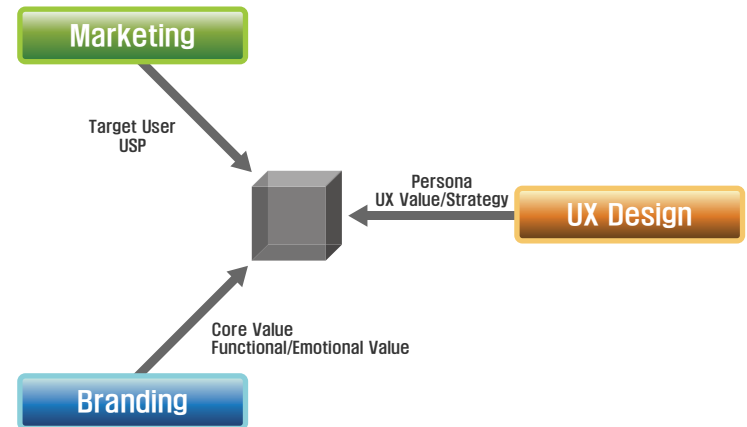 Marketing
Target User
USP
Persona
UX Value/Strategy
UX Design
Core Value
Functional/Emotional Value
Branding